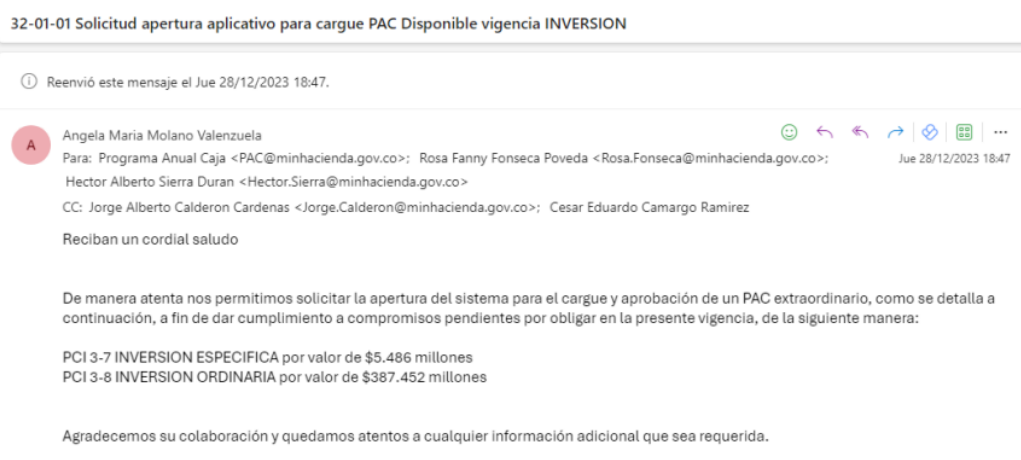 32-01-01 Solicitud apertura aplicativo para cargue PAC Disponible vigencia INVERSION
Reenvió este mensaje el Jue 28/12/2023 18:47.
A
Angela Maria Molano Valenzuela
Para: Programa Anual Caja <PAC@minhacienda.gov.co>; Rosa Fanny Fonseca Poveda <Rosa.Fonseca@minhacienda.gov.co>;
Jue 28/12/2023 18:47
Hector Alberto Sierra Duran <Hector.Sierra@minhacienda.gov.co>
CC: Jorge Alberto Calderon Cardenas <Jorge.Calderon@minhacienda.gov.co>; Cesar Eduardo Camargo Ramirez
Reciban un cordial saludo
De manera atenta nos permitimos solicitar la apertura del sistema para el cargue y aprobación de un PAC extraordinario, como se detalla a
continuación, a fin de dar cumplimiento a compromisos pendientes por obligar en la presente vigencia, de la siguiente manera:
PCI 3-7 INVERSION ESPECIFICA por valor de $5.486 millones
PCI 3-8 INVERSION ORDINARIA por valor de $387.452 millones
Agradecemos su colaboración y quedamos atentos a cualquier información adicional que sea requerida.